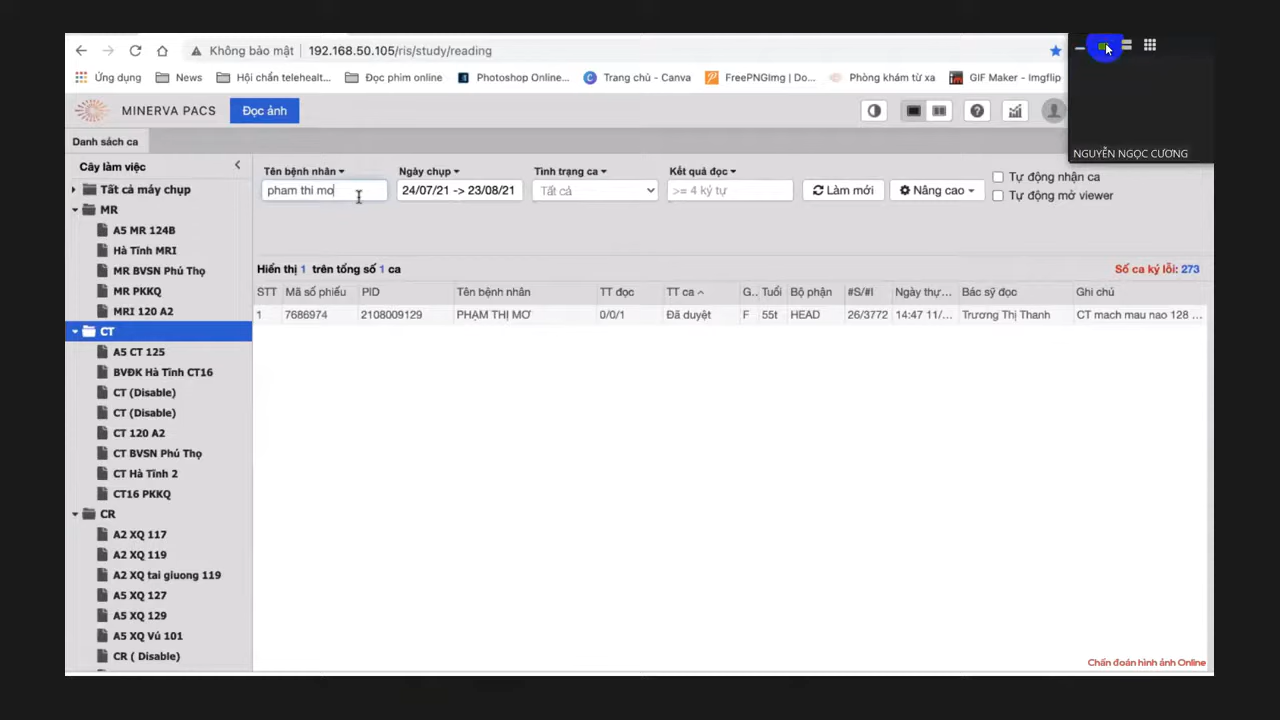 Không bảo mật 192.168.50.105/ris/study/reading
Ứng dụng News Hội chẩn telehealt... Đọc phim online Photoshop Online... Trang chủ - Canva FreePNGImg | Do... Phòng khám từ xa GIF Maker - Imgflip
MINERVA PACS Đọc ảnh
NGUYỄN NGỌC CƯƠNG
Danh sách ca
Cây làm việc
Tất cả máy chụp
MR
A5 MR 124B
Hà Tĩnh MRI
MR BVSN Phú Thọ
MR PKKQ
MRI 120 A2
CT
A5 CT 125
BVĐK Hà Tĩnh CT16
CT (Disable)
CT (Disable)
CT 120 A2
CT BVSN Phú Thọ
CT Hà Tĩnh 2
CT16 PKKQ
CR
A2 XQ 117
A2 XQ 119
A2 XQ tai giuong 119
A5 XQ 127
A5 XQ 129
A5 XQ Vú 101
CR ( Disable)
Tên bệnh nhân Ngày chụp Tình trạng ca Kết quả đọc
pham thi mo 24/07/21 -> 23/08/21 Tất cả >= 4 ký tự Làm mới Nâng cao
Tự động nhận ca
Tự động mở viewer
Hiển thị 1 trên tổng số 1 ca Số ca ký lỗi: 273
STT Mã số phiếu PID Tên bệnh nhân TT đọc TT ca G.. Tuổi Bộ phận #S/#I Ngày thự... Bác sỹ đọc Ghi chú
1 7686974 2108009129 PHẠM THỊ MƠ 0/0/1 Đã duyệt F 55t HEAD 26/3772 14:47 11/... Trương Thị Thanh CT mach mau nao 128 ...
Chẩn đoán hình ảnh Online